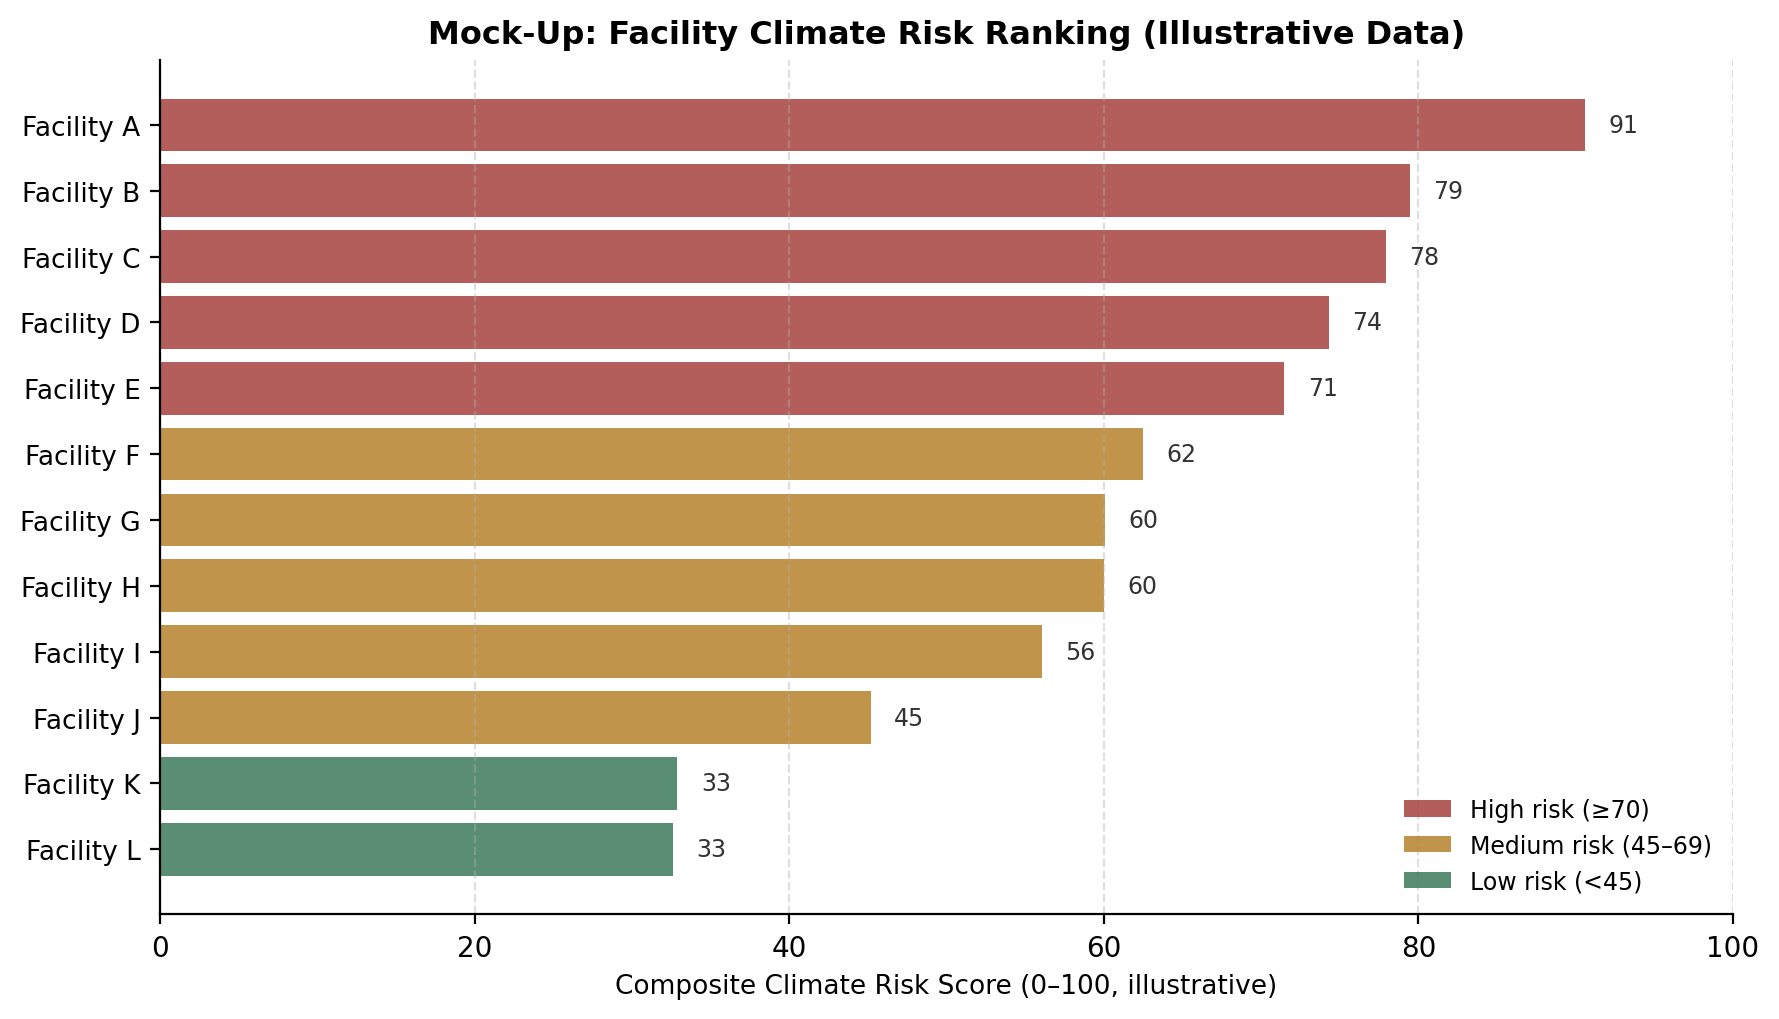 Mock-Up: Facility Climate Risk Ranking (Illustrative Data)
Facility A 91
Facility B 79
Facility C 78
Facility D 74
Facility E 71
Facility F 62
Facility G 60
Facility H 60
Facility I 56
Facility J 45
Facility K 33
Facility L 33
High risk (≥70)
Medium risk (45–69)
Low risk (<45)
0 20 40 60 80 100
Composite Climate Risk Score (0–100, illustrative)